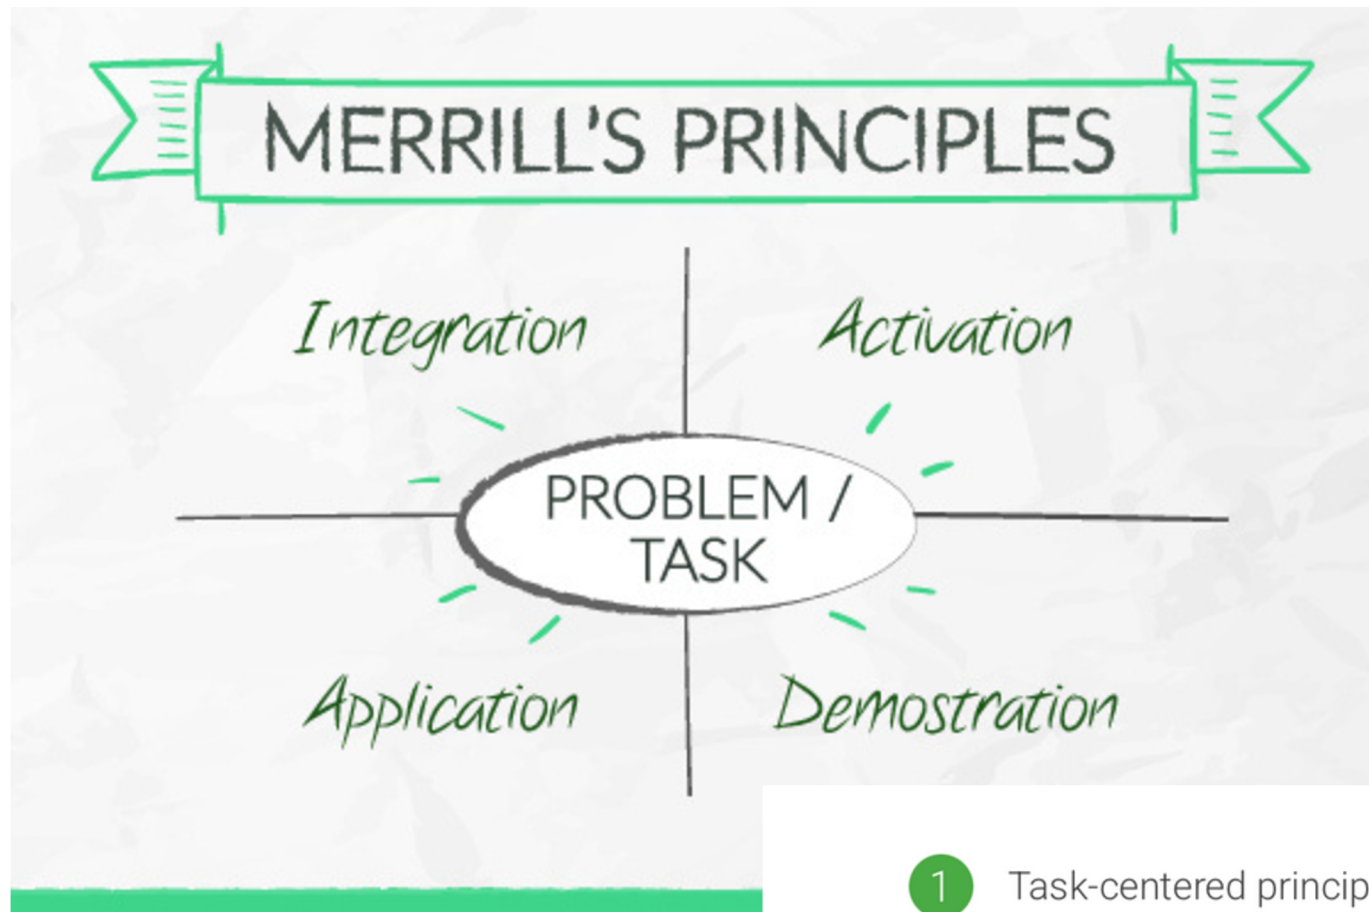 MERRILL'S PRINCIPLES
Integration
Activation
PROBLEM /
TASK
Application
Demostration
1 Task-centered princip